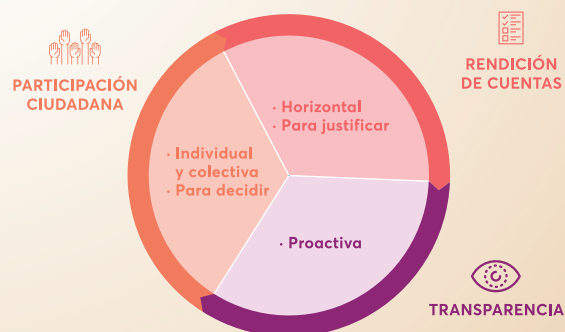 PARTICIPACIÓN
CIUDADANA
RENDICIÓN
DE CUENTAS
· Horizontal
· Para justificar
· Individual
y colectiva
· Para decidir
· Proactiva
TRANSPARENCIA